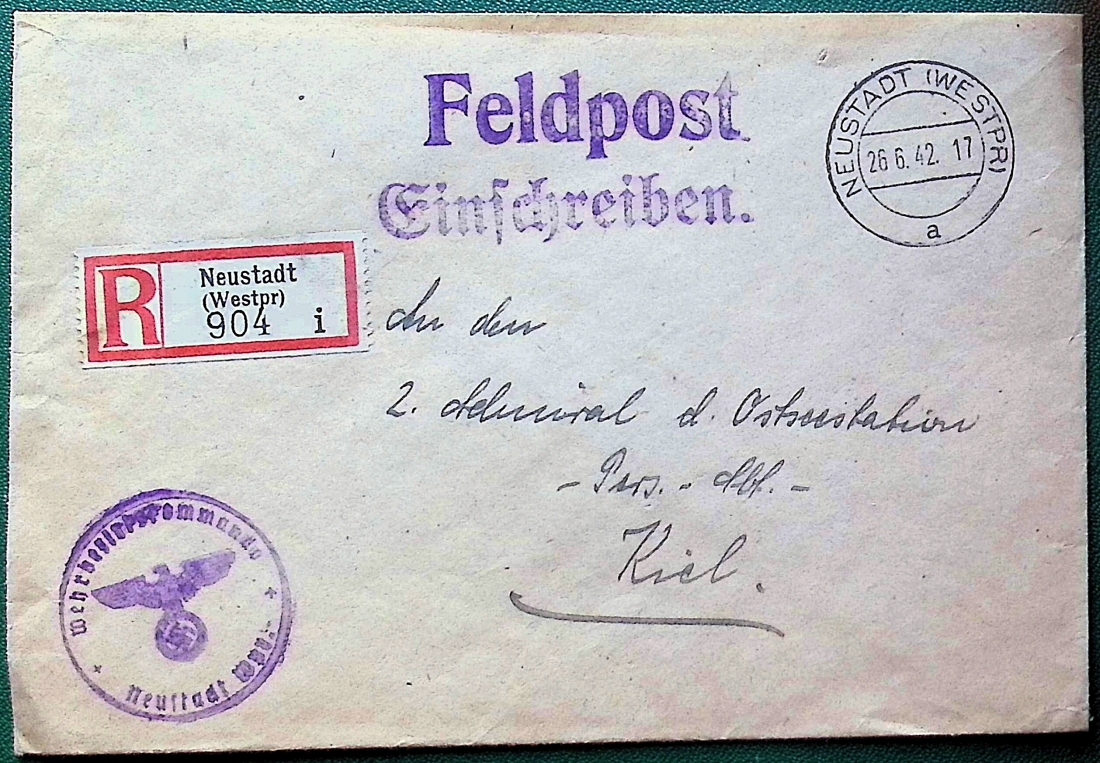 Feldpost
Einschreiben.
NEUSTADT (WESTPR)
26.6.42. 17
a
R
Neustadt
(Westpr)
904 i
An den
2. Admiral d. Ostseestation
- Pers. - Abt. -
Kiel.
Wehrbezirkskommando
Neustadt Wpr.